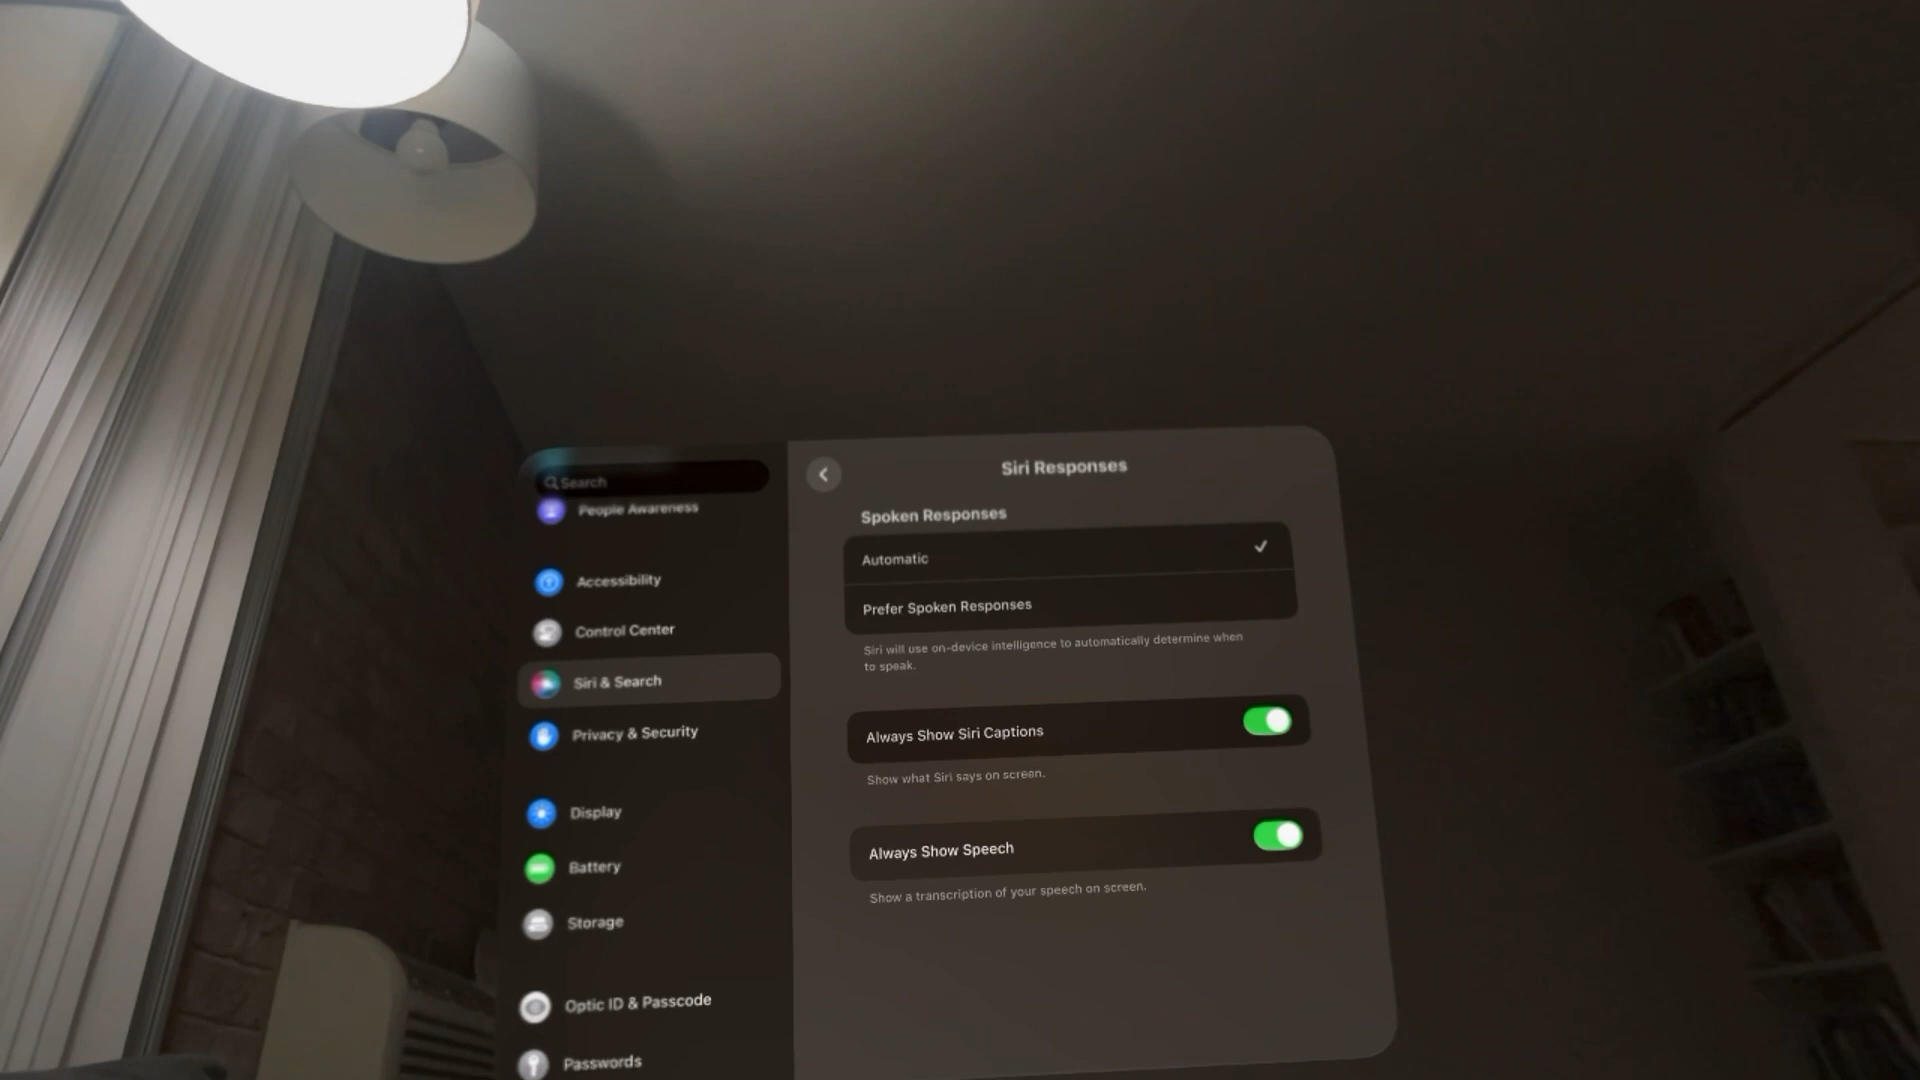 Search
People Awareness
Accessibility
Control Center
Siri & Search
Privacy & Security
Display
Battery
Storage
Optic ID & Passcode
Passwords
Siri Responses
Spoken Responses
Automatic
Prefer Spoken Responses
Siri will use on-device intelligence to automatically determine when
to speak.
Always Show Siri Captions
Show what Siri says on screen.
Always Show Speech
Show a transcription of your speech on screen.